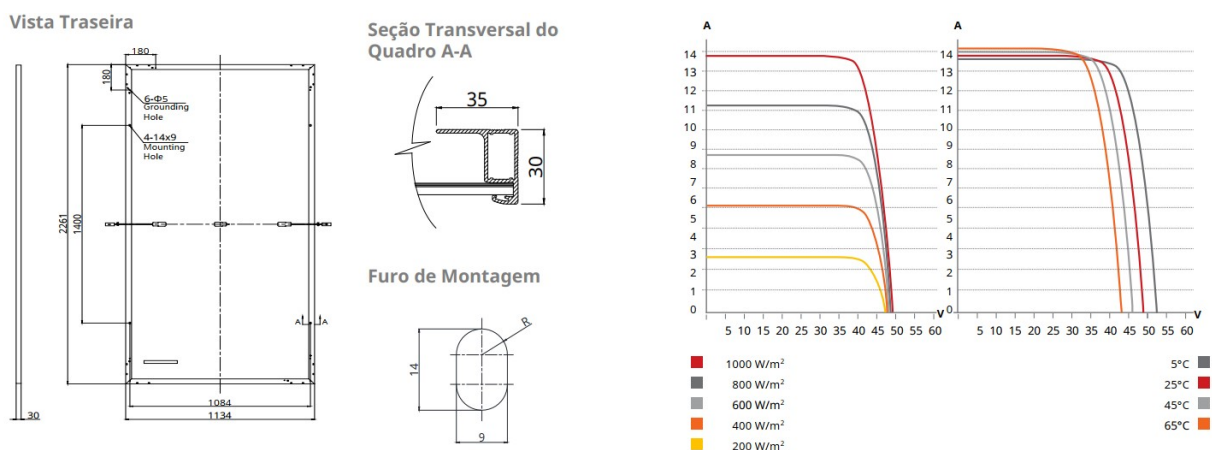 Vista Traseira
180
180
6-Φ5
Grounding
Hole
4-14x9
Mounting
Hole
2261
1400
A
A
1084
1134
30
Seção Transversal do
Quadro A-A
35
30
Furo de Montagem
R
14
9
A
14
13
12
11
10
9
8
7
6
5
4
3
2
1
0
5 10 15 20 25 30 35 40 45 50 55 60
V
1000 W/m²
800 W/m²
600 W/m²
400 W/m²
200 W/m²
A
14
13
12
11
10
9
8
7
6
5
4
3
2
1
0
5 10 15 20 25 30 35 40 45 50 55 60
V
5°C
25°C
45°C
65°C